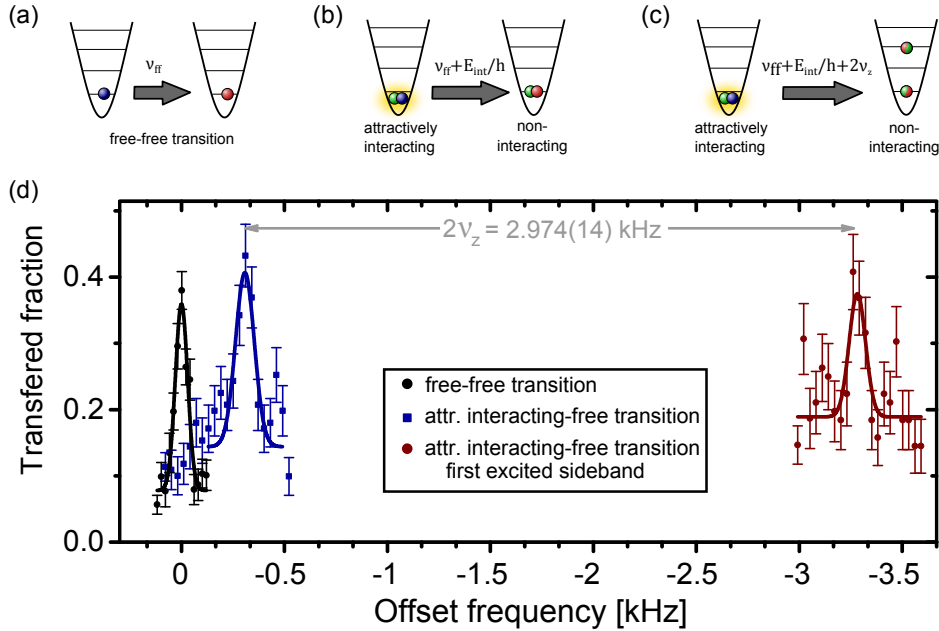 (a)
ν_ff
free-free transition
(b)
ν_ff+E_int/h
attractively
interacting
non-
interacting
(c)
ν_ff+E_int/h+2ν_z
attractively
interacting
non-
interacting
(d)
2ν_z = 2.974(14) kHz
free-free transition
attr. interacting-free transition
attr. interacting-free transition
first excited sideband
Transfered fraction
0.4
0.2
0.0
0 -0.5 -1 -1.5 -2 -2.5 -3 -3.5
Offset frequency [kHz]